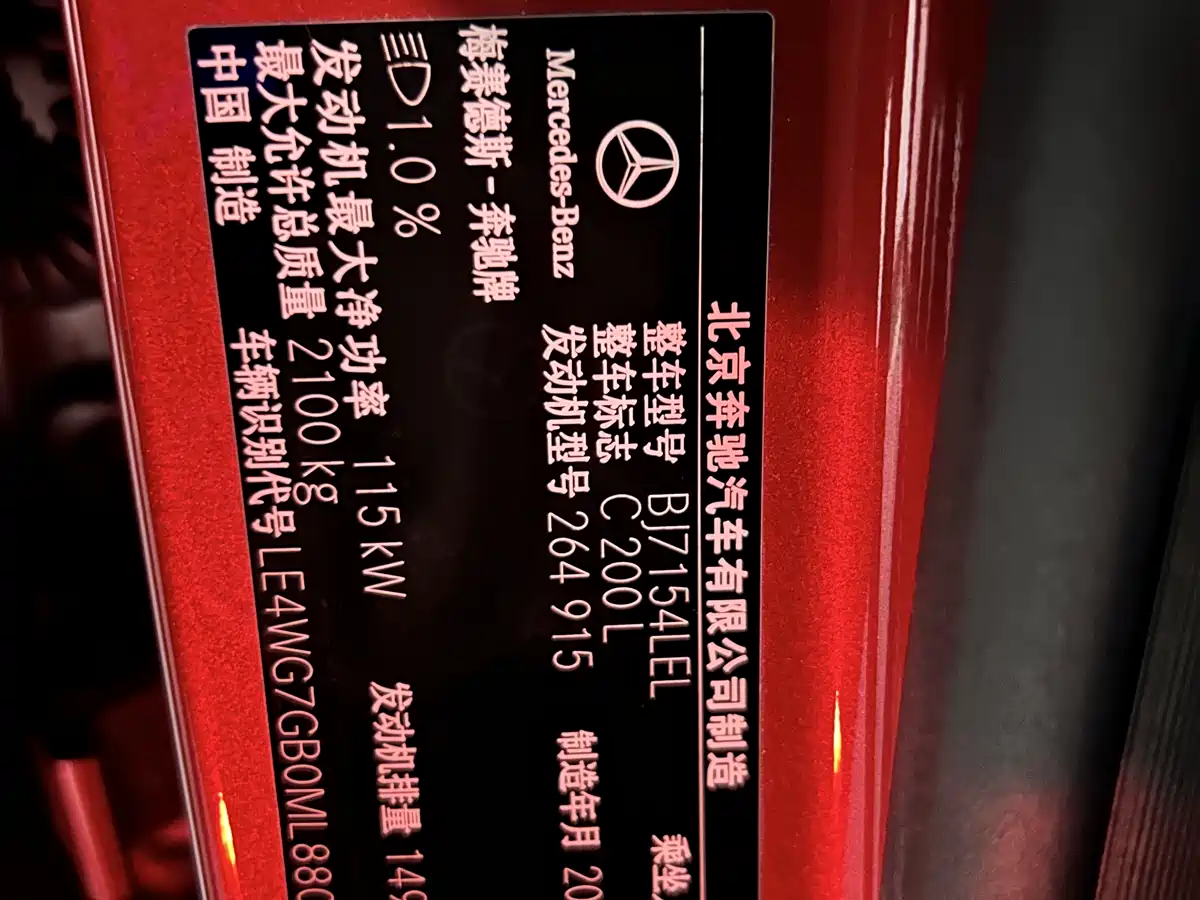 北京奔驰汽车有限公司制造
Mercedes-Benz
整车型号 BJ7154LEL 乘坐
整车标志 C 200 L
发动机型号 264 915 制造年月 20
梅赛德斯-奔驰牌
1.0 %
发动机最大净功率 115 kW 发动机排量 149
最大允许总质量 2100 kg
中国 制造 车辆识别代号 LE4WG7GB0ML880